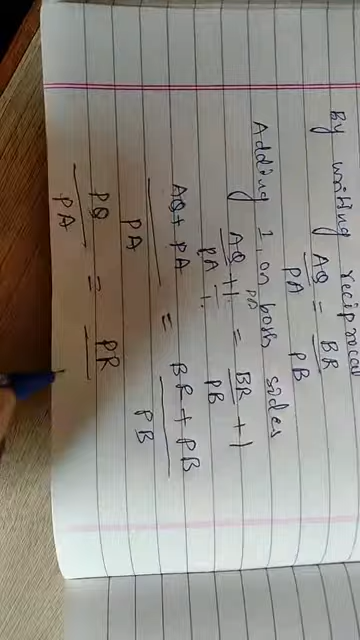 By writing reciprocal
AQ/PA = BR/PB
Adding 1, on both sides
AQ/PA + 1 = BR/PB + 1
AQ + PA/PA = BR + PB/PB
PQ/PA = PR/